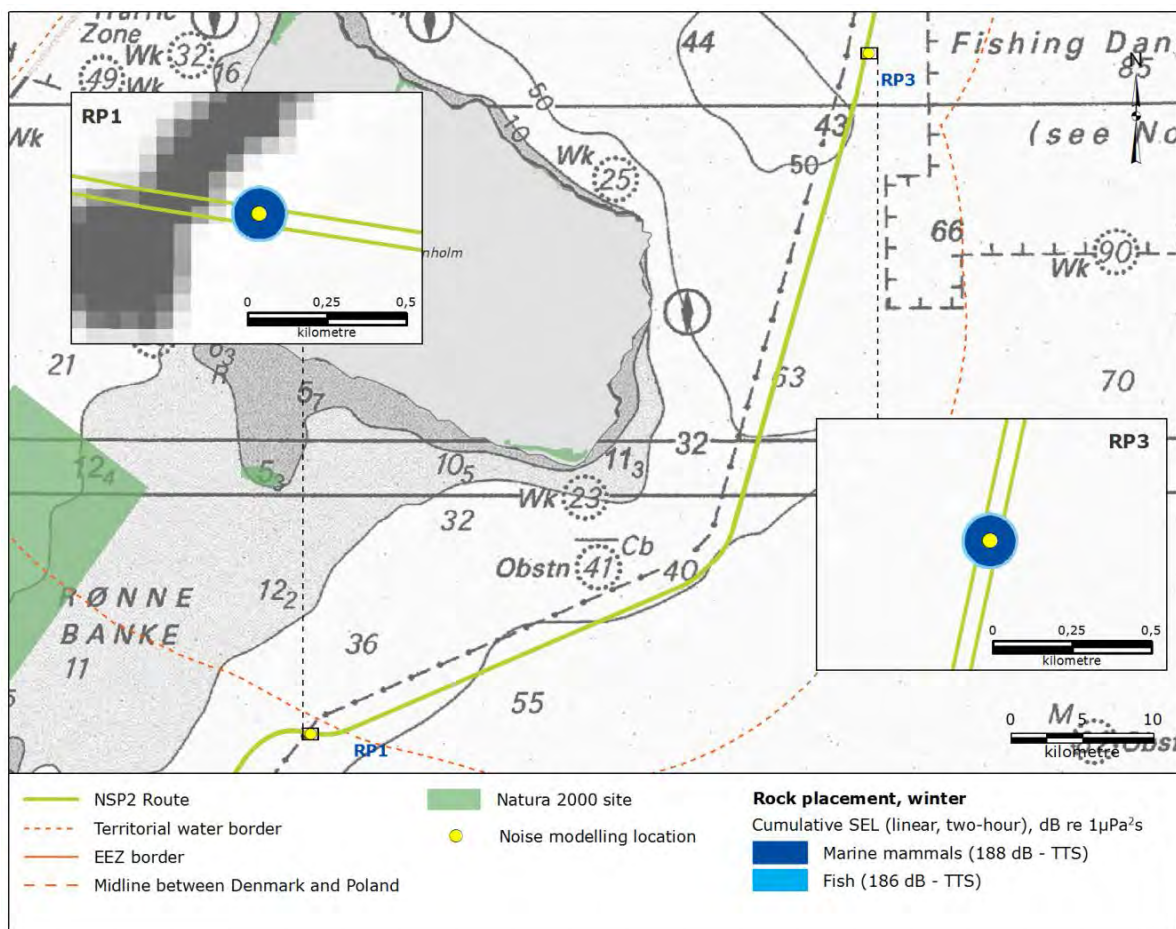 Zone
Wk 32
16
49
Wk
Wk
44
Fishing Dan
85
N
RP3
50
10
43
(see No
RP1
Wk
25
50
66
90
Wk
nholm
0 0,25 0,5
kilometre
21
R
5₇
63
70
32
RP3
12₄
5₃
10₅
11₃
Wk 23
32
Cb
Obstn 41
40
12₂
0 0,25 0,5
kilometre
RØNNE
BANKE
11
36
55
M
0 5 10
kilometre
Obst
RP1
NSP2 Route
Territorial water border
EEZ border
Midline between Denmark and Poland
Natura 2000 site
Noise modelling location
Rock placement, winter
Cumulative SEL (linear, two-hour), dB re 1µPa²s
Marine mammals (188 dB - TTS)
Fish (186 dB - TTS)